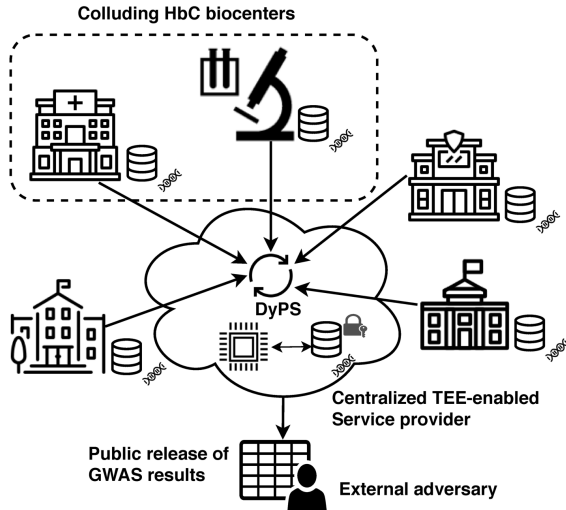 Colluding HbC biocenters
DyPS
Centralized TEE-enabled
Service provider
Public release of
GWAS results
External adversary